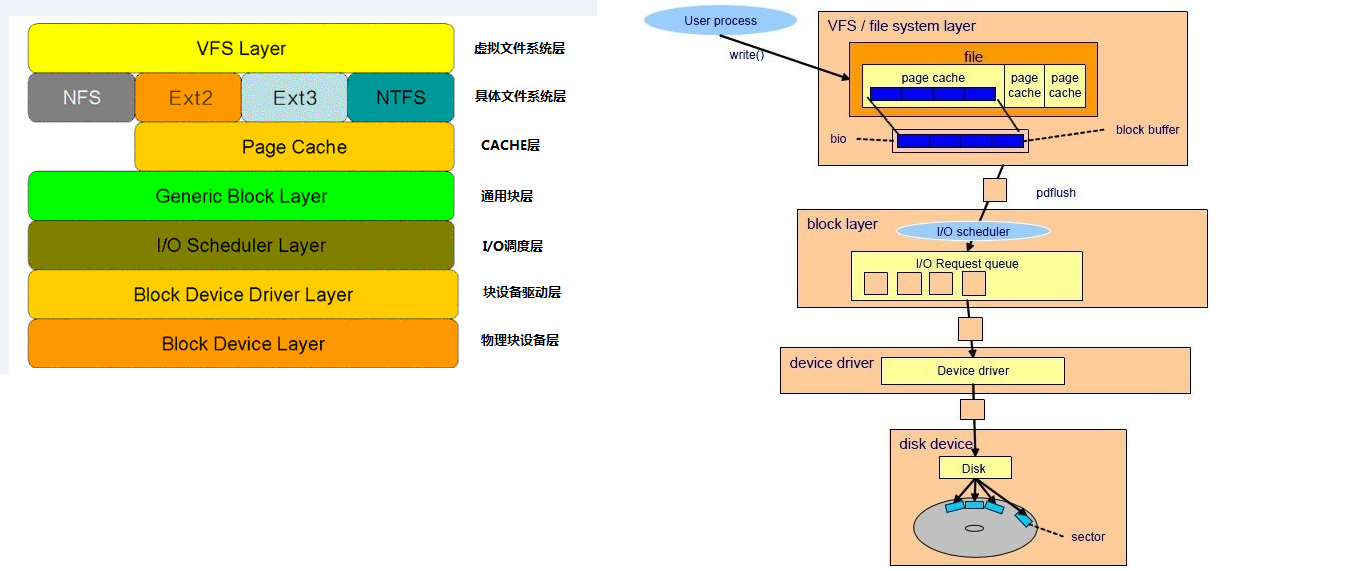 VFS Layer
虚拟文件系统层
NFS
Ext2
Ext3
NTFS
具体文件系统层
Page Cache
CACHE层
Generic Block Layer
通用块层
I/O Scheduler Layer
I/O调度层
Block Device Driver Layer
块设备驱动层
Block Device Layer
物理块设备层
User process
write()
VFS / file system layer
file
page cache
page
cache
page
cache
bio
block buffer
pdflush
block layer
I/O scheduler
I/O Request queue
device driver
Device driver
disk device
Disk
sector